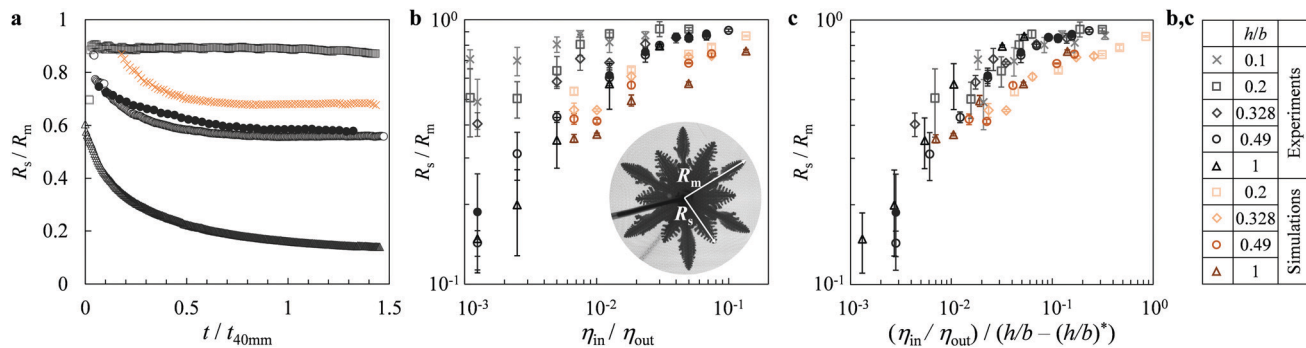 a
R_s / R_m
1
0.8
0.6
0.4
0.2
0
0
0.5
1
1.5
t / t_40mm
b
R_s / R_m
10^0
10^-1
10^-3
10^-2
10^-1
η_in / η_out
R_m
R_s
c
R_s / R_m
10^0
10^-1
10^-3
10^-2
10^-1
10^0
(η_in / η_out) / (h/b – (h/b)*)
b,c
h/b
0.1
0.2
0.328
0.49
1
Experiments
0.2
0.328
0.49
1
Simulations